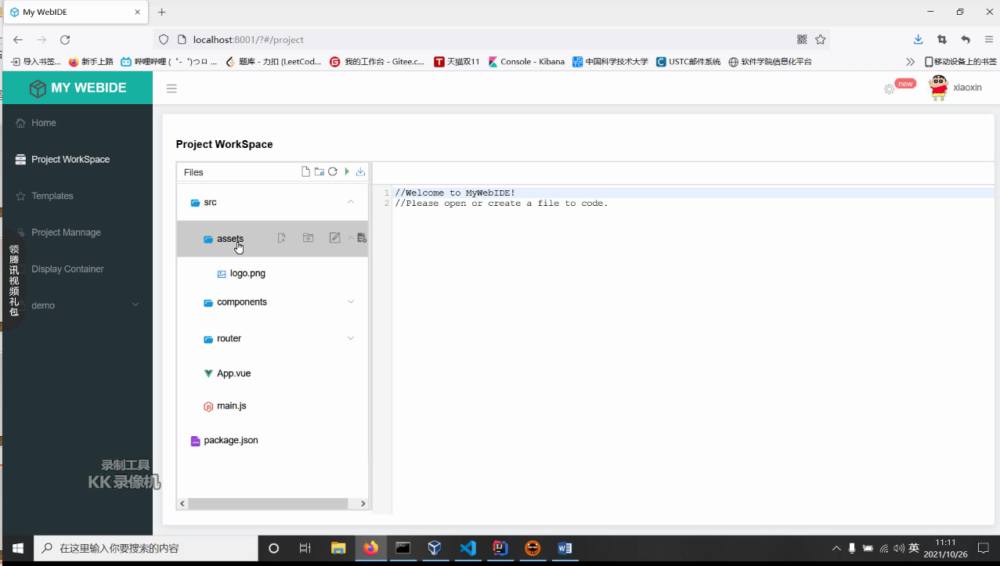 My WebIDE
localhost:8001/?#/project
导入书签...
新手上路
哔哩哔哩 ( ゜- ゜)つロ ...
题库 - 力扣 (LeetCod...
我的工作台 - Gitee.c...
天猫双11
Console - Kibana
中国科学技术大学
USTC邮件系统
软件学院信息化平台
移动设备上的书签
MY WEBIDE
new
xiaoxin
Home
Project WorkSpace
Templates
Project Mannage
Display Container
demo
领腾讯视频礼包
Project WorkSpace
Files
src
assets
logo.png
components
router
App.vue
main.js
package.json
1 //Welcome to MyWebIDE!
2 //Please open or create a file to code.
录制工具
KK录像机
在这里输入你要搜索的内容
英
11:11
2021/10/26